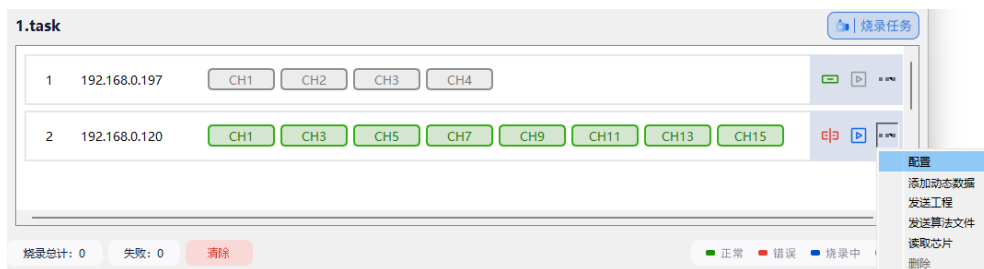 1.task
烧录任务
1 192.168.0.197 CH1 CH2 CH3 CH4
2 192.168.0.120 CH1 CH3 CH5 CH7 CH9 CH11 CH13 CH15
配置
添加动态数据
发送工程
发送算法文件
读取芯片
删除
烧录总计: 0 失败: 0 清除 正常 错误 烧录中